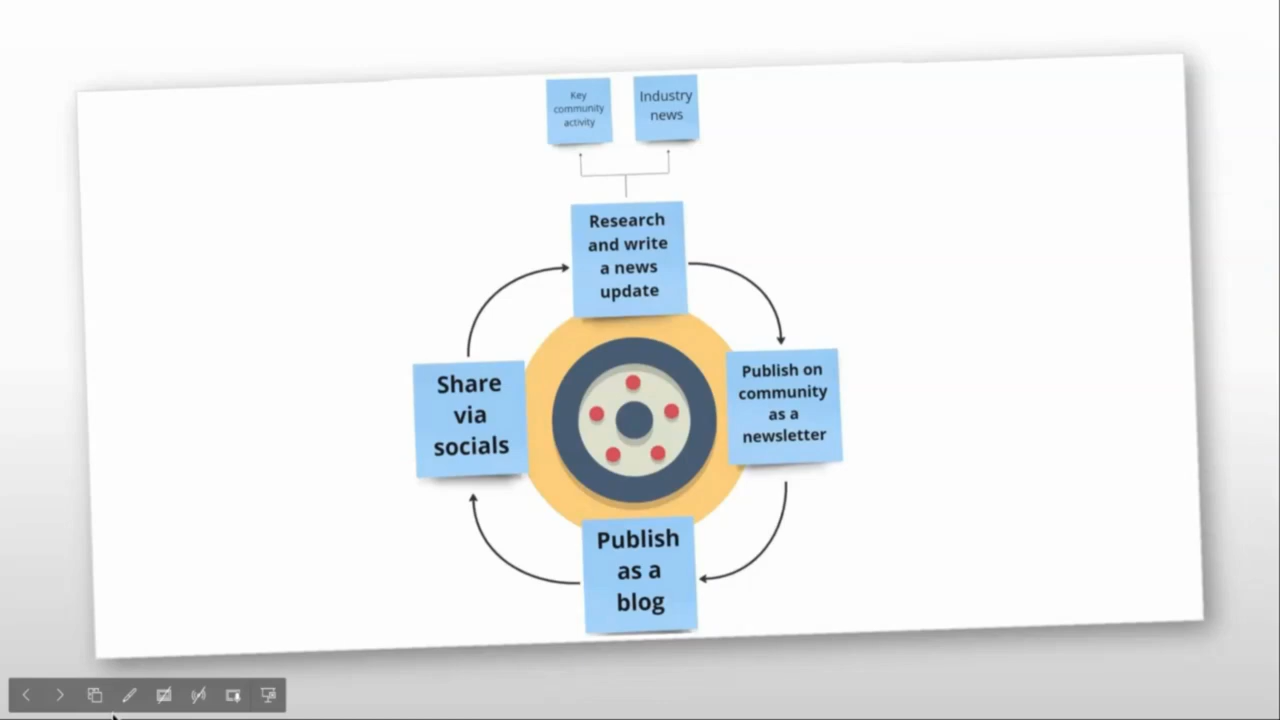 Key
community
activity
Industry
news
Research
and write
a news
update
Publish on
community
as a
newsletter
Publish
as a
blog
Share
via
socials